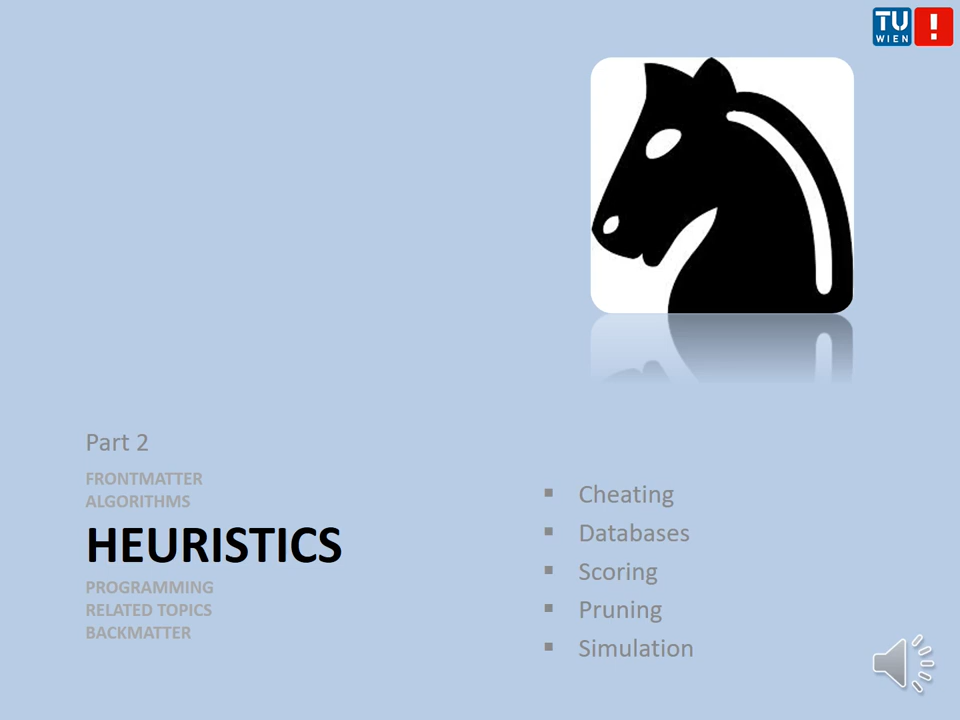 TU
WIEN
!
Part 2
FRONTMATTER
ALGORITHMS
HEURISTICS
PROGRAMMING
RELATED TOPICS
BACKMATTER
▪ Cheating
▪ Databases
▪ Scoring
▪ Pruning
▪ Simulation